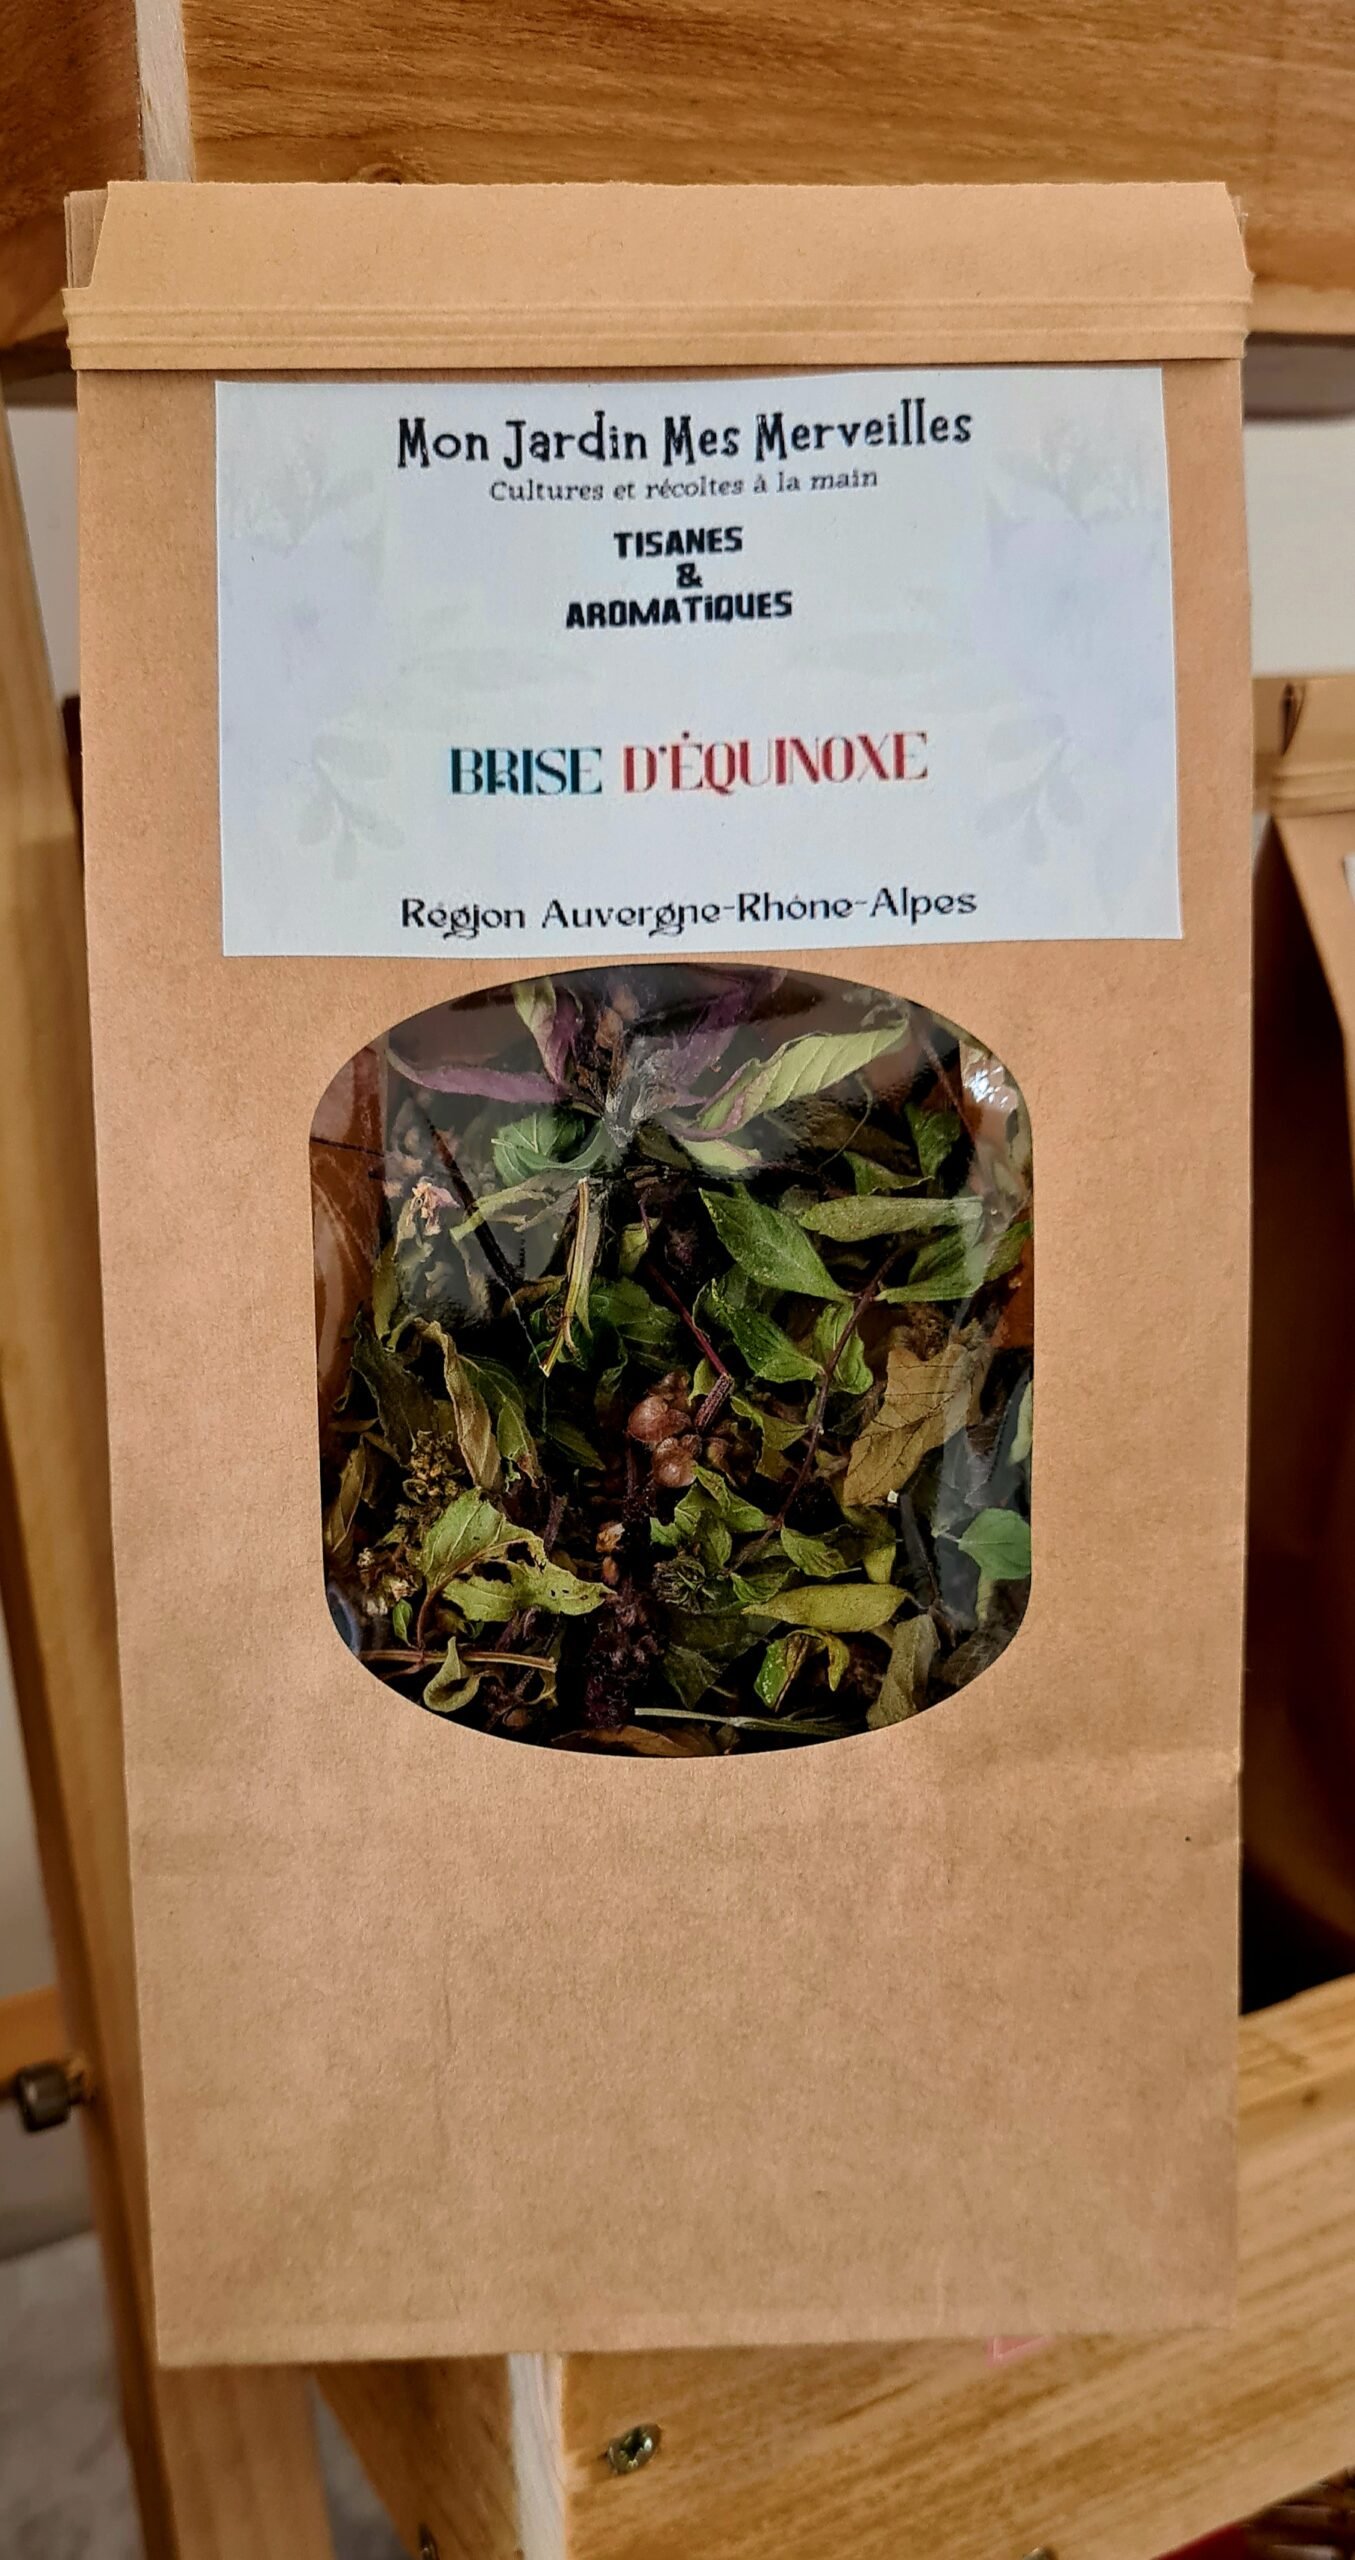 Mon Jardin Mes Merveilles
Cultures et récoltes à la main
TISANES
&
AROMATiQUES
BRISE D'ÉQUINOXE
Région Auvergne-Rhône-Alpes